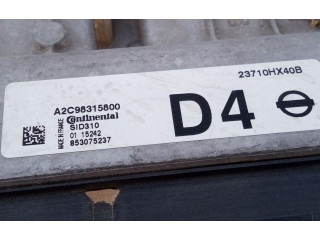 23710HX40B
A2C98315800
Continental
SID310
01 15242
853075237
MADE IN FRANCE
D4